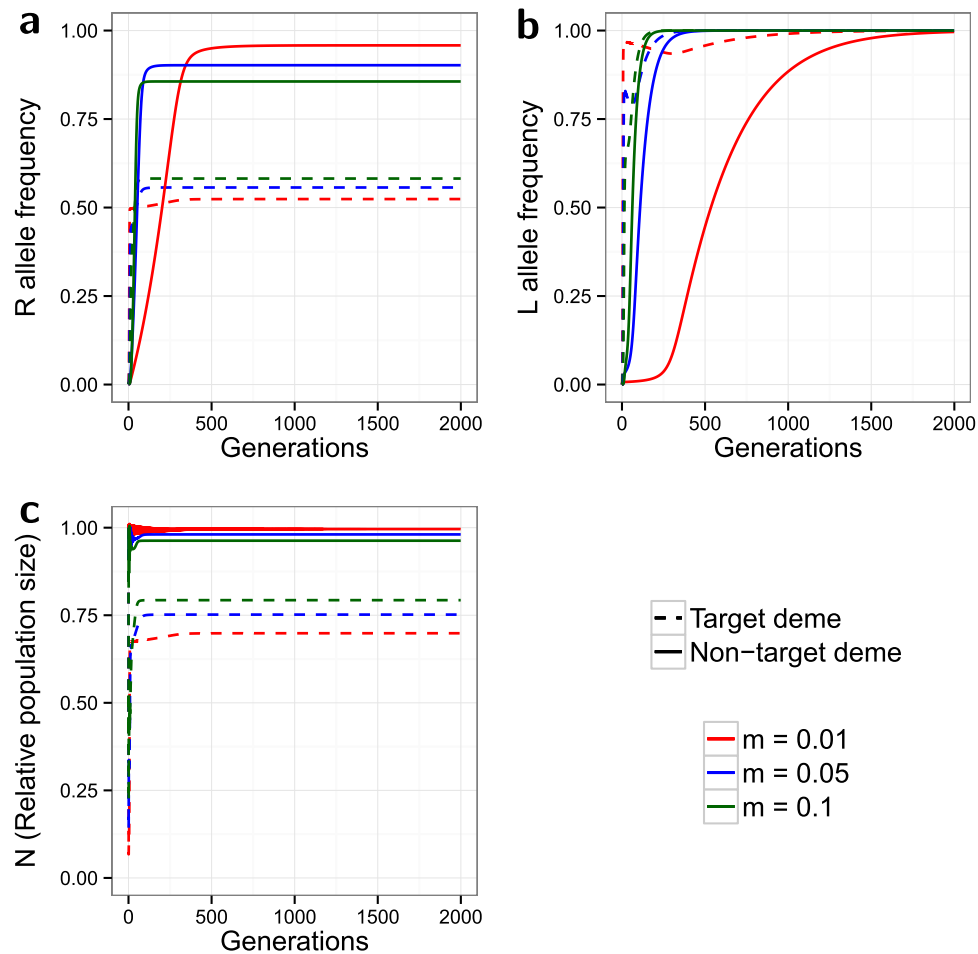 a
R allele frequency
1.00
0.75
0.50
0.25
0.00
0 500 1000 1500 2000
Generations
b
L allele frequency
1.00
0.75
0.50
0.25
0.00
0 500 1000 1500 2000
Generations
c
N (Relative population size)
1.00
0.75
0.50
0.25
0.00
0 500 1000 1500 2000
Generations
Target deme
Non−target deme
m = 0.01
m = 0.05
m = 0.1